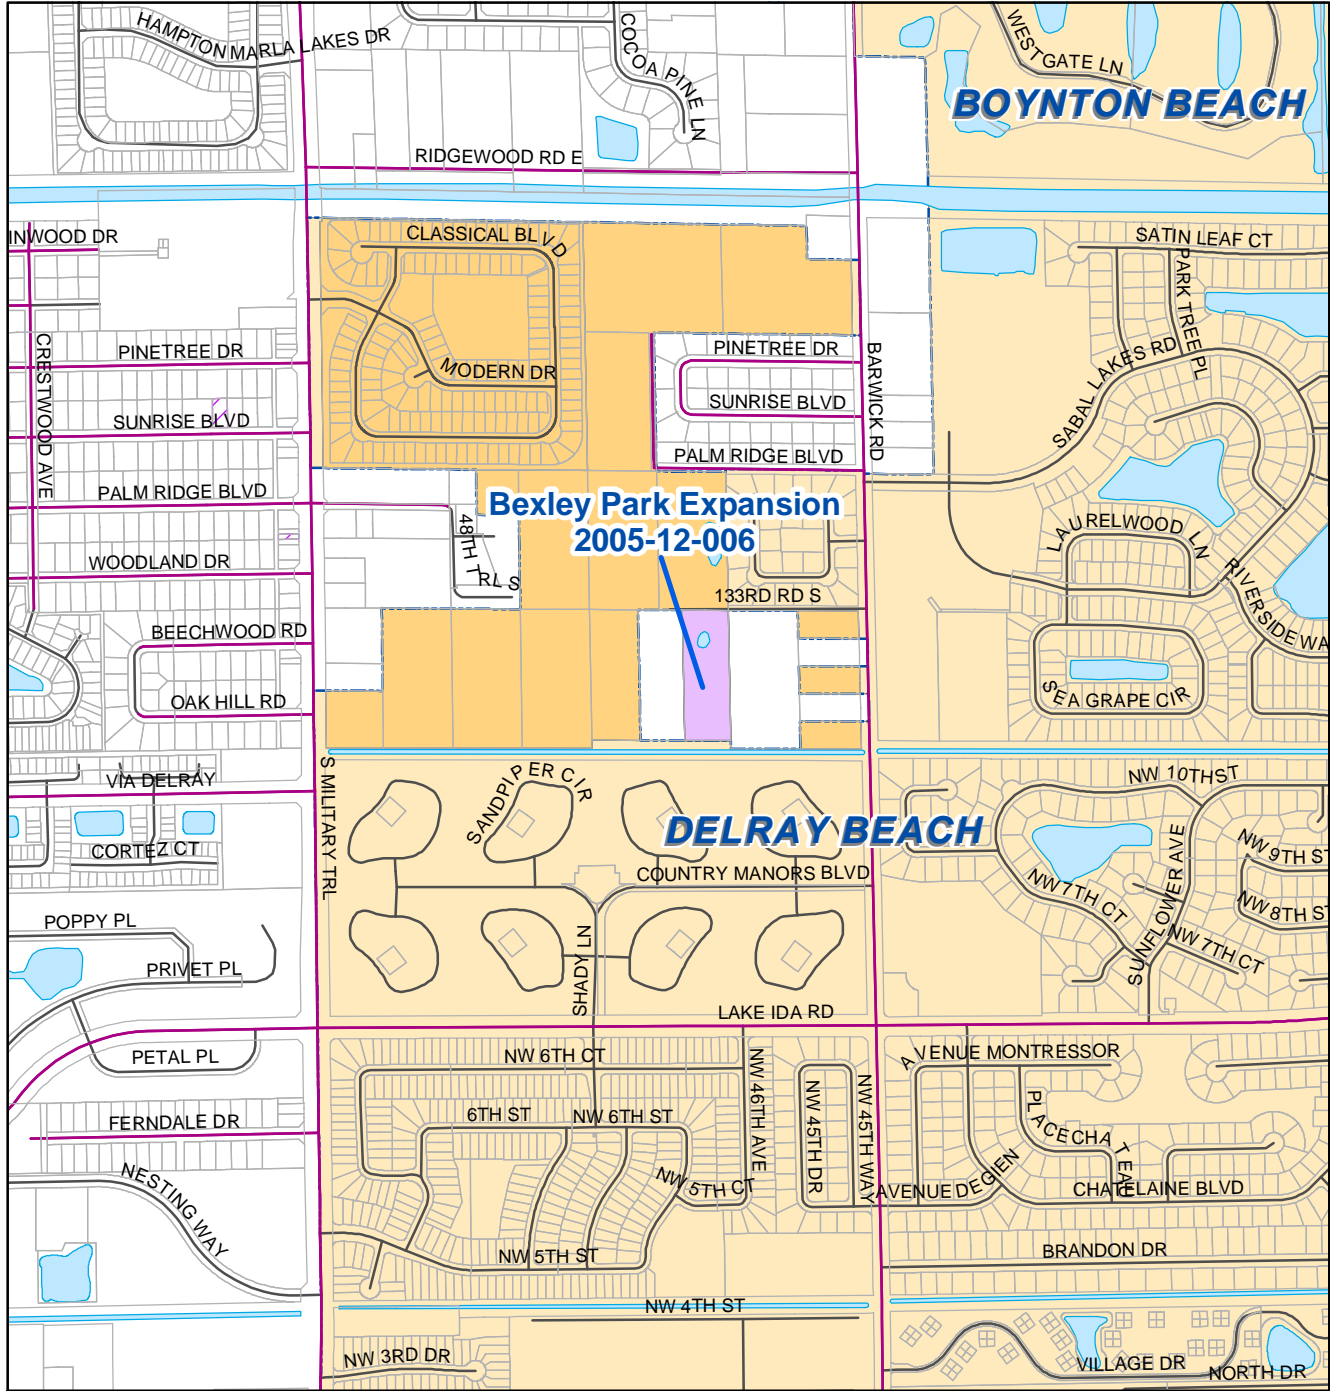 HAMPTON
MARLA LAKES DR
COCOA PINE LN
WESTGATE LN
BOYNTON BEACH
RIDGEWOOD RD E
INWOOD DR
CLASSICAL BLVD
SATIN LEAF CT
PARK TREE PL
CRESTWOOD AVE
PINETREE DR
MODERN DR
PINETREE DR
BARWICK RD
SABAL LAKES RD
SUNRISE BLVD
SUNRISE BLVD
PALM RIDGE BLVD
PALM RIDGE BLVD
Bexley Park Expansion
2005-12-006
48TH TRL S
LAURELWOOD LN
WOODLAND DR
133RD RD S
RIVERSIDE WA
BEECHWOOD RD
OAK HILL RD
SEA GRAPE CIR
VIA DELRAY
S MILITARY TRL
SANDPIPER CIR
NW 10TH ST
DELRAY BEACH
CORTEZ CT
COUNTRY MANORS BLVD
NW 7TH CT
SUNFLOWER AVE
NW 9TH ST
NW 8TH ST
POPPY PL
PRIVET PL
SHADY LN
NW 7TH CT
LAKE IDA RD
PETAL PL
NW 6TH CT
NW 46TH AVE
NW 45TH DR
NW 45TH WAY
AVENUE MONTRESSOR
FERNDALE DR
6TH ST
NW 6TH ST
PLACE CHATEAU
NESTING WAY
NW 5TH CT
AVENUE DE GIEN
CHATELAINE BLVD
NW 5TH ST
BRANDON DR
NW 4TH ST
NW 3RD DR
VILLAGE DR
NORTH DR